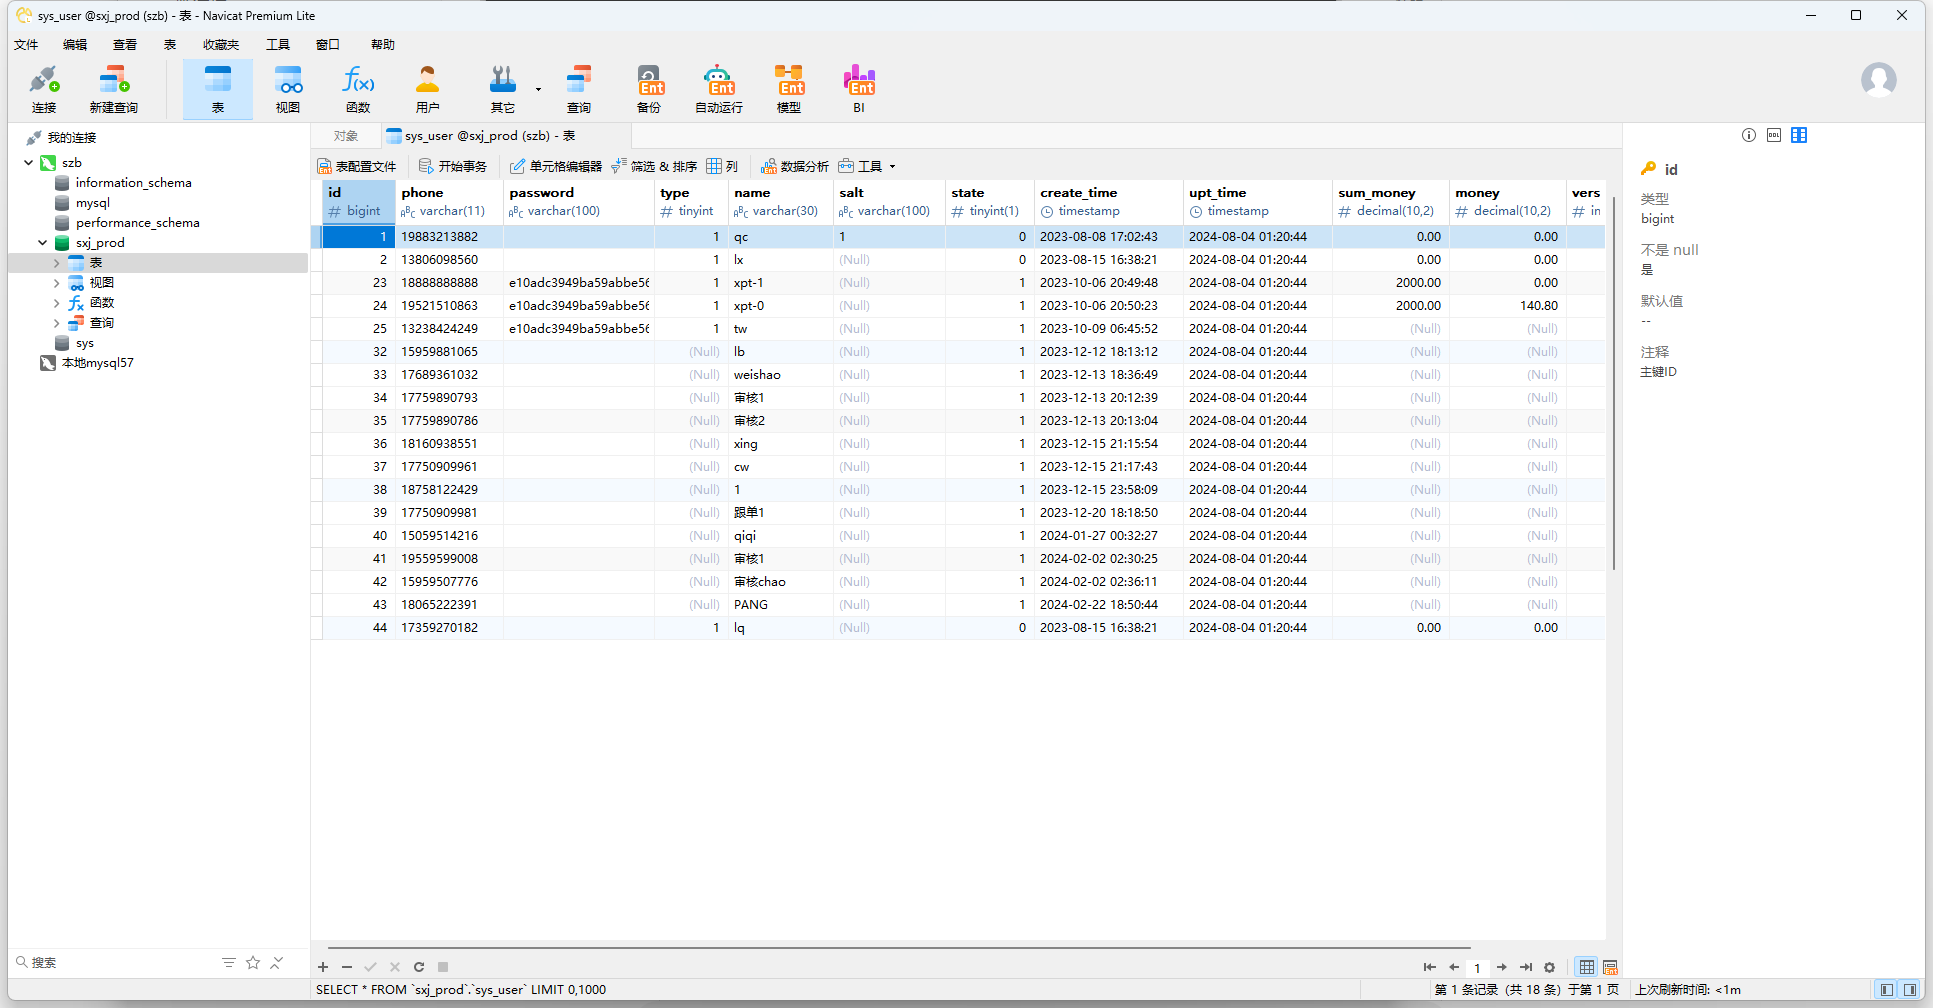 sys_user @sxj_prod (szb) - 表 - Navicat Premium Lite
文件 编辑 查看 表 收藏夹 工具 窗口 帮助
连接 新建查询 表 视图 函数 用户 其它 查询 备份 自动运行 模型 BI
Ent Ent Ent Ent
我的连接
szb
information_schema
mysql
performance_schema
sxj_prod
表
视图
函数
查询
sys
本地mysql57
搜索
对象 sys_user @sxj_prod (szb) - 表
表配置文件 开始事务 单元格编辑器 筛选 & 排序 列 数据分析 工具
id phone password type name salt state create_time upt_time sum_money money vers
# bigint ABC varchar(11) ABC varchar(100) # tinyint ABC varchar(30) ABC varchar(100) # tinyint(1) timestamp timestamp # decimal(10,2) # decimal(10,2) # in
1 19883213882 1 qc 1 0 2023-08-08 17:02:43 2024-08-04 01:20:44 0.00 0.00
2 13806098560 1 lx (Null) 0 2023-08-15 16:38:21 2024-08-04 01:20:44 0.00 0.00
23 18888888888 e10adc3949ba59abbe56 1 xpt-1 (Null) 1 2023-10-06 20:49:48 2024-08-04 01:20:44 2000.00 0.00
24 19521510863 e10adc3949ba59abbe56 1 xpt-0 (Null) 1 2023-10-06 20:50:23 2024-08-04 01:20:44 2000.00 140.80
25 13238424249 e10adc3949ba59abbe56 1 tw (Null) 1 2023-10-09 06:45:52 2024-08-04 01:20:44 (Null) (Null)
32 15959881065 (Null) lb (Null) 1 2023-12-12 18:13:12 2024-08-04 01:20:44 (Null) (Null)
33 17689361032 (Null) weishao (Null) 1 2023-12-13 18:36:49 2024-08-04 01:20:44 (Null) (Null)
34 17759890793 (Null) 审核1 (Null) 1 2023-12-13 20:12:39 2024-08-04 01:20:44 (Null) (Null)
35 17759890786 (Null) 审核2 (Null) 1 2023-12-13 20:13:04 2024-08-04 01:20:44 (Null) (Null)
36 18160938551 (Null) xing (Null) 1 2023-12-15 21:15:54 2024-08-04 01:20:44 (Null) (Null)
37 17750909961 (Null) cw (Null) 1 2023-12-15 21:17:43 2024-08-04 01:20:44 (Null) (Null)
38 18758122429 (Null) 1 (Null) 1 2023-12-15 23:58:09 2024-08-04 01:20:44 (Null) (Null)
39 17750909981 (Null) 跟单1 (Null) 1 2023-12-20 18:18:50 2024-08-04 01:20:44 (Null) (Null)
40 15059514216 (Null) qiqi (Null) 1 2024-01-27 00:32:27 2024-08-04 01:20:44 (Null) (Null)
41 19559599008 (Null) 审核1 (Null) 1 2024-02-02 02:30:25 2024-08-04 01:20:44 (Null) (Null)
42 15959507776 (Null) 审核chao (Null) 1 2024-02-02 02:36:11 2024-08-04 01:20:44 (Null) (Null)
43 18065222391 (Null) PANG (Null) 1 2024-02-22 18:50:44 2024-08-04 01:20:44 (Null) (Null)
44 17359270182 1 lq (Null) 0 2023-08-15 16:38:21 2024-08-04 01:20:44 0.00 0.00
id
类型
bigint
不是 null
是
默认值
--
注释
主键ID
1
SELECT * FROM `sxj_prod`.`sys_user` LIMIT 0,1000
第 1 条记录（共 18 条）于第 1 页
上次刷新时间: <1m